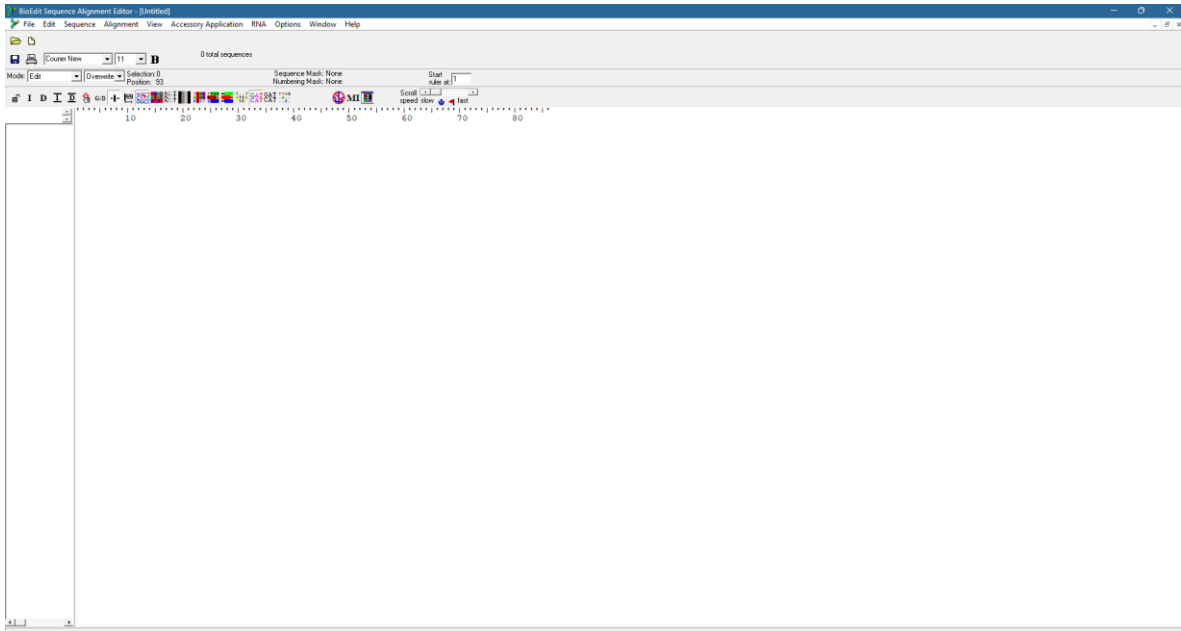 BioEdit Sequence Alignment Editor - [Untitled]
File Edit Sequence Alignment View Accessory Application RNA Options Window Help
Courier New 11 B 0 total sequences
Mode: Edit Overwrite Selection: 0 Sequence Mask: None Start
Position: 93 Numbering Mask: None ruler at: 1
I D I D G/D MI Scroll
speed slow fast
10 20 30 40 50 60 70 80